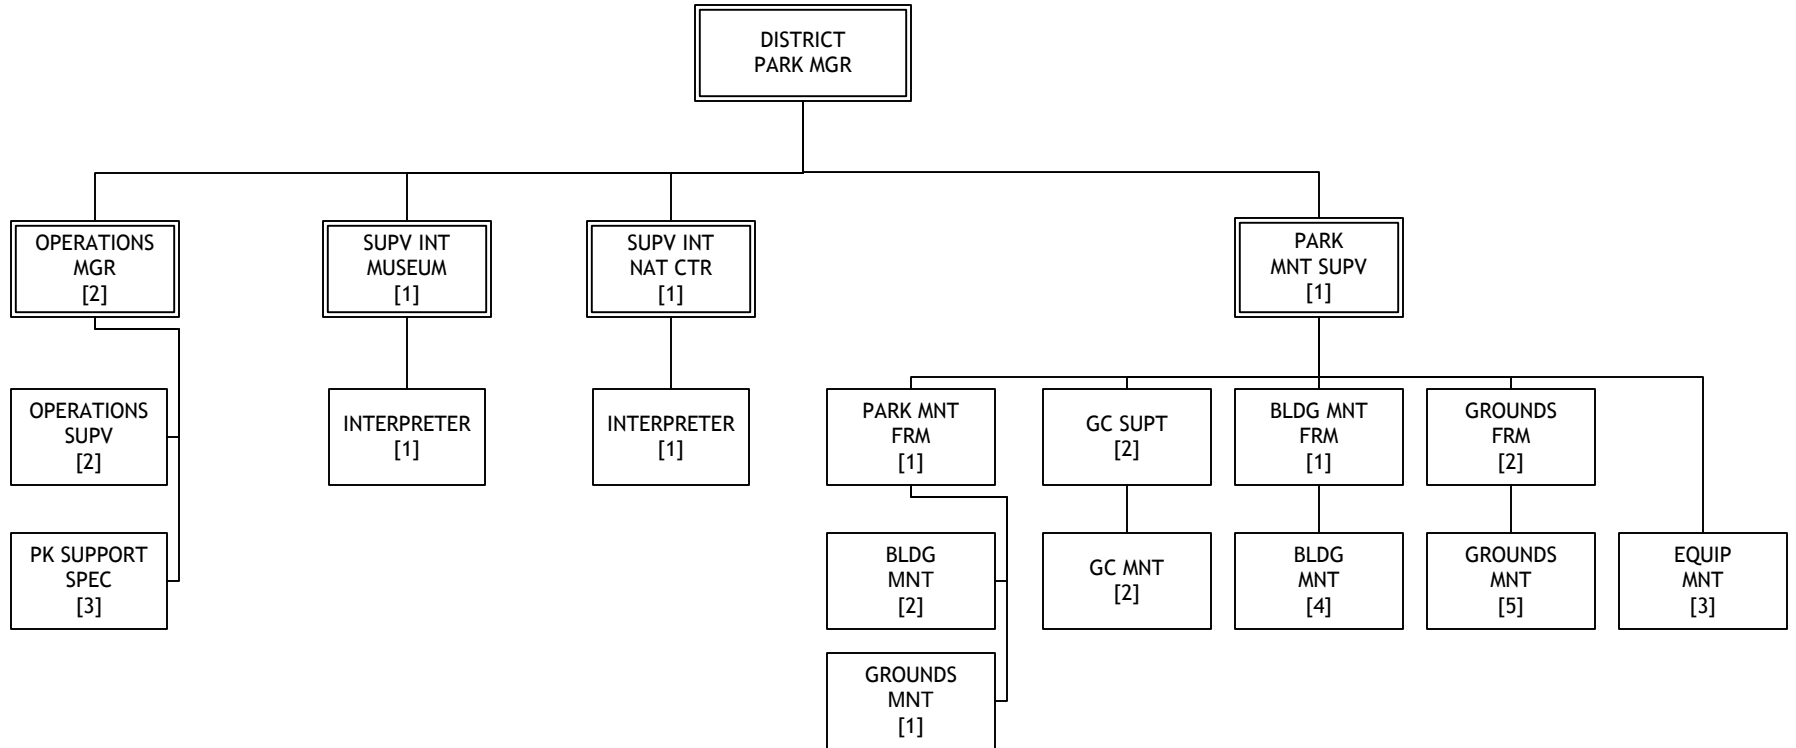 DISTRICT
PARK MGR
OPERATIONS
MGR
[2]
SUPV INT
MUSEUM
[1]
SUPV INT
NAT CTR
[1]
PARK
MNT SUPV
[1]
OPERATIONS
SUPV
[2]
INTERPRETER
[1]
INTERPRETER
[1]
PARK MNT
FRM
[1]
GC SUPT
[2]
BLDG MNT
FRM
[1]
GROUNDS
FRM
[2]
PK SUPPORT
SPEC
[3]
BLDG
MNT
[2]
GC MNT
[2]
BLDG
MNT
[4]
GROUNDS
MNT
[5]
EQUIP
MNT
[3]
GROUNDS
MNT
[1]